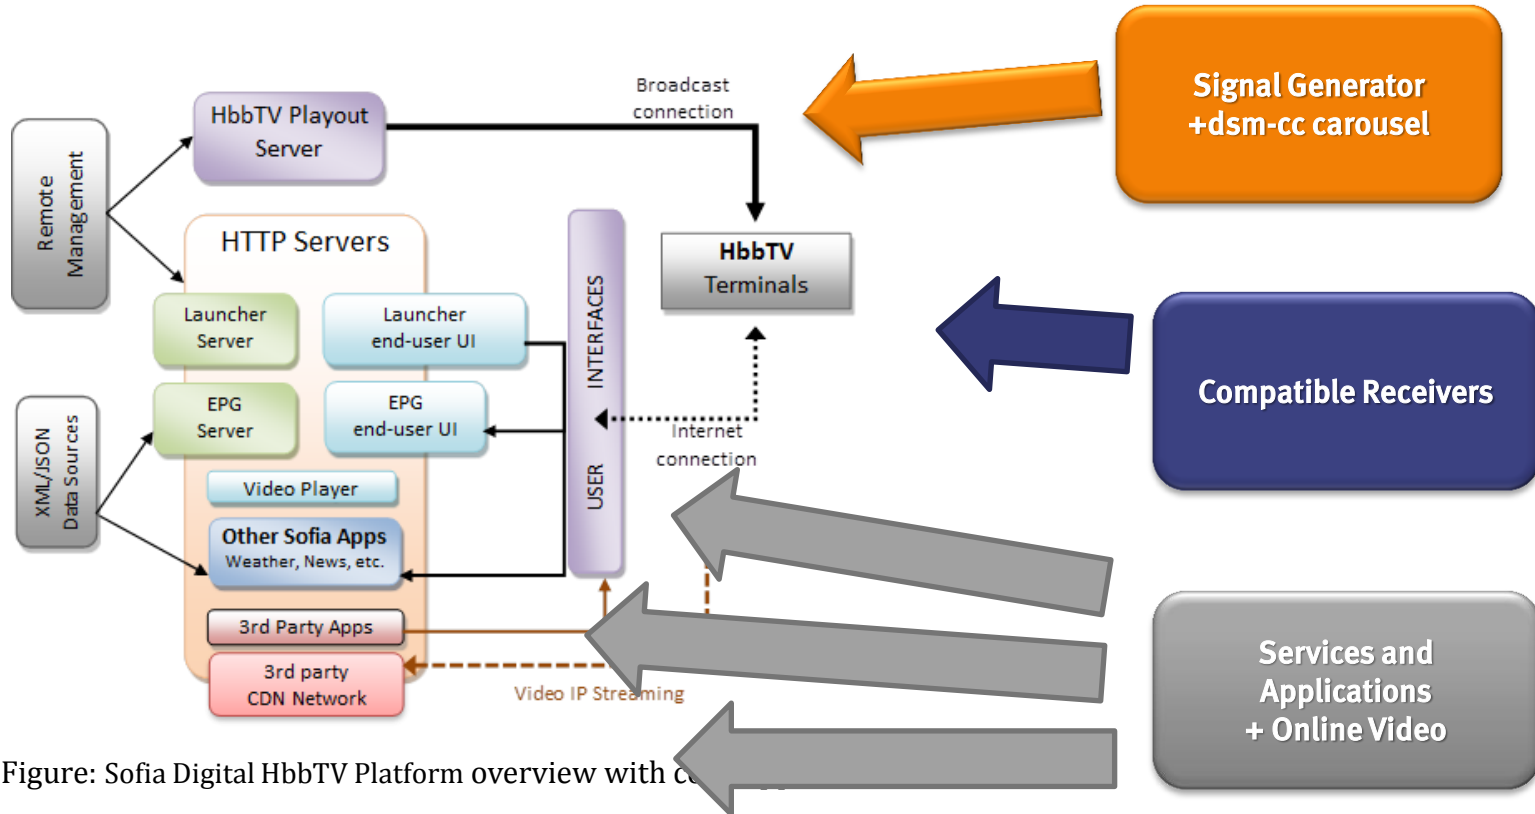 Broadcast
connection
Signal Generator
+dsm-cc carousel
HbbTV Playout
Server
Remote
Management
HTTP Servers
HbbTV
Terminals
Launcher
Server
Launcher
end-user UI
USER INTERFACES
Compatible Receivers
EPG
Server
EPG
end-user UI
Internet
connection
XML/JSON
Data Sources
Video Player
Other Sofia Apps
Weather, News, etc.
3rd Party Apps
3rd party
CDN Network
Video IP Streaming
Services and
Applications
+ Online Video
Figure: Sofia Digital HbbTV Platform overview with